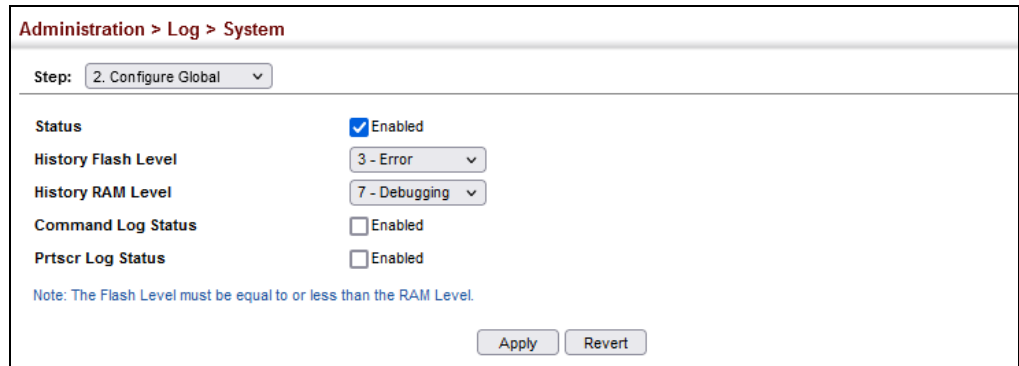 Administration > Log > System
Step: 2. Configure Global
Status Enabled
History Flash Level 3 - Error
History RAM Level 7 - Debugging
Command Log Status Enabled
Prtscr Log Status Enabled
Note: The Flash Level must be equal to or less than the RAM Level.
Apply Revert